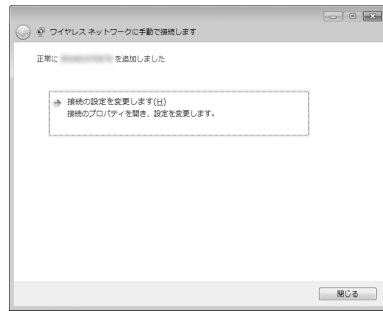 ワイヤレス ネットワークに手動で接続します
正常に を追加しました
接続の設定を変更します(H)
接続のプロパティを開き、設定を変更します。
閉じる